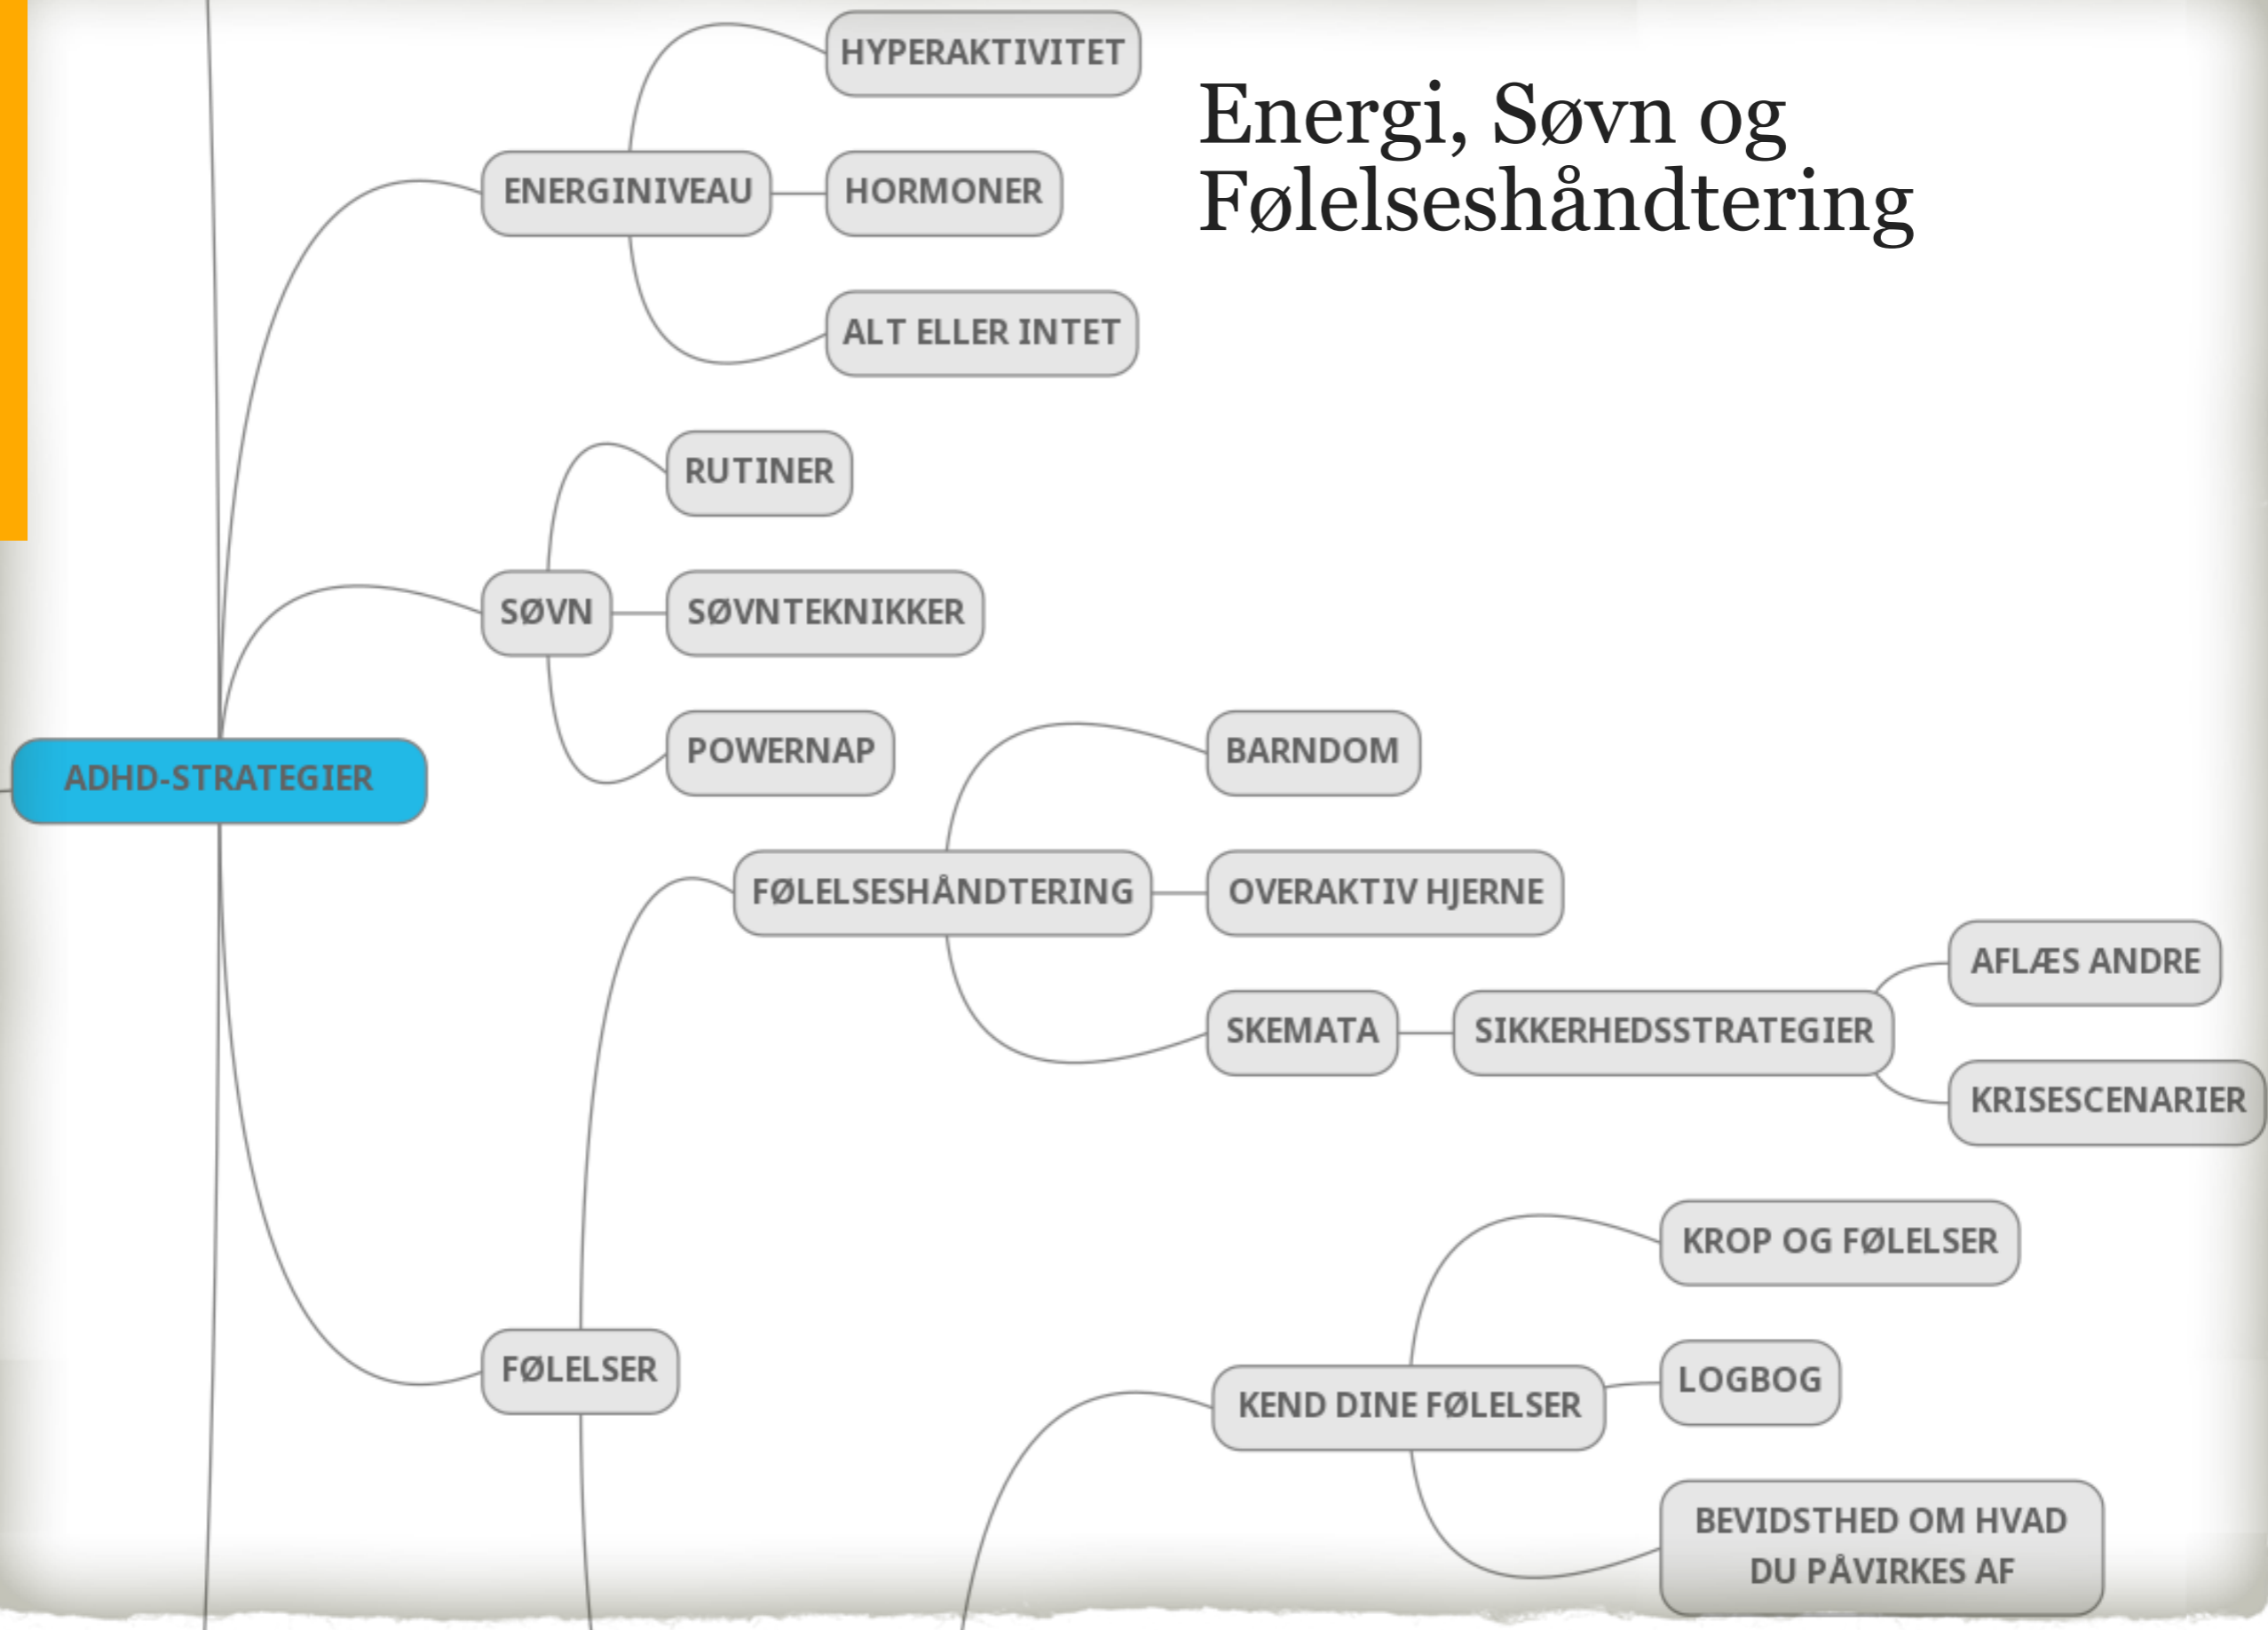 HYPERAKTIVITET
Energi, Søvn og
Følelseshåndtering
ENERGINIVEAU
HORMONER
ALT ELLER INTET
RUTINER
SØVN
SØVNTEKNIKKER
POWERNAP
ADHD-STRATEGIER
BARNDOM
FØLELSESHÅNDTERING
OVERAKTIV HJERNE
SKEMATA
SIKKERHEDSSTRATEGIER
AFLÆS ANDRE
KRISESCENARIER
FØLELSER
KROP OG FØLELSER
KEND DINE FØLELSER
LOGBOG
BEVIDSTHED OM HVAD
DU PÅVIRKES AF